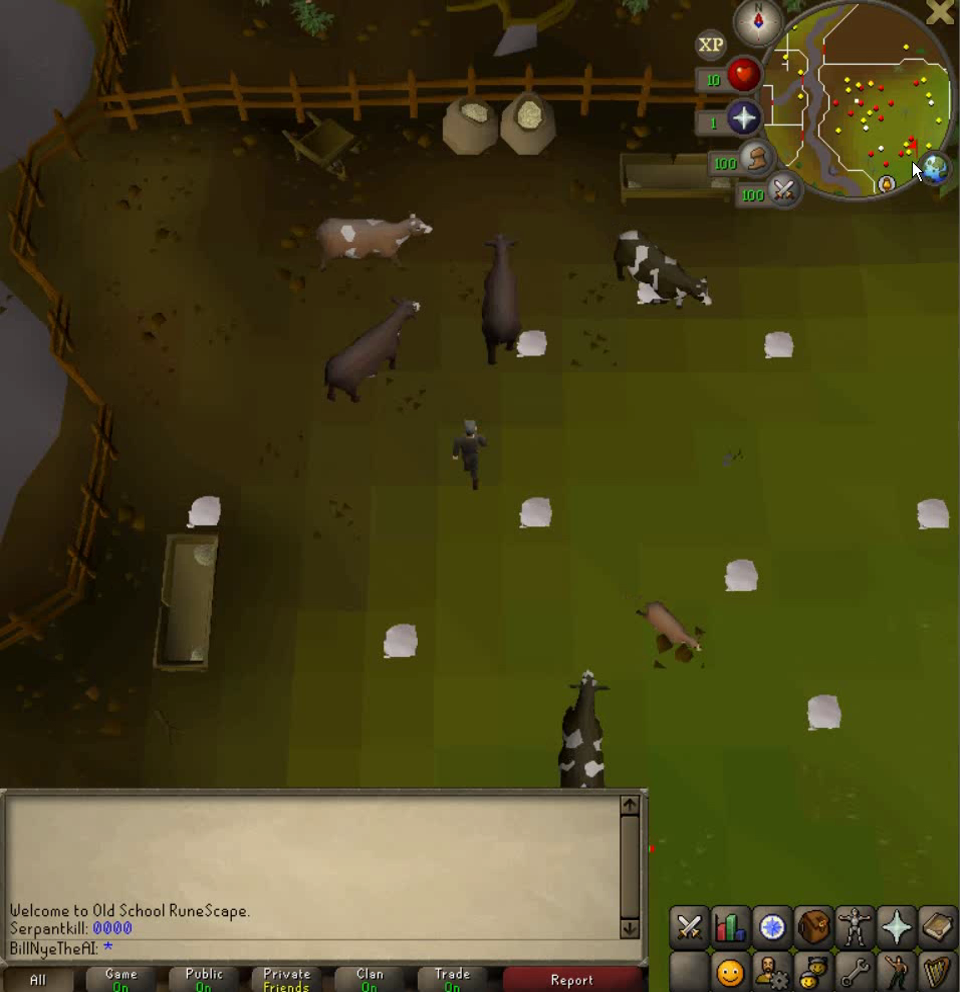 N
XP
10
1
100
100
Welcome to Old School RuneScape.
Serpantkill: 0000
BillNyeTheAI: *
All
Game
On
Public
On
Private
Friends
Clan
On
Trade
On
Report